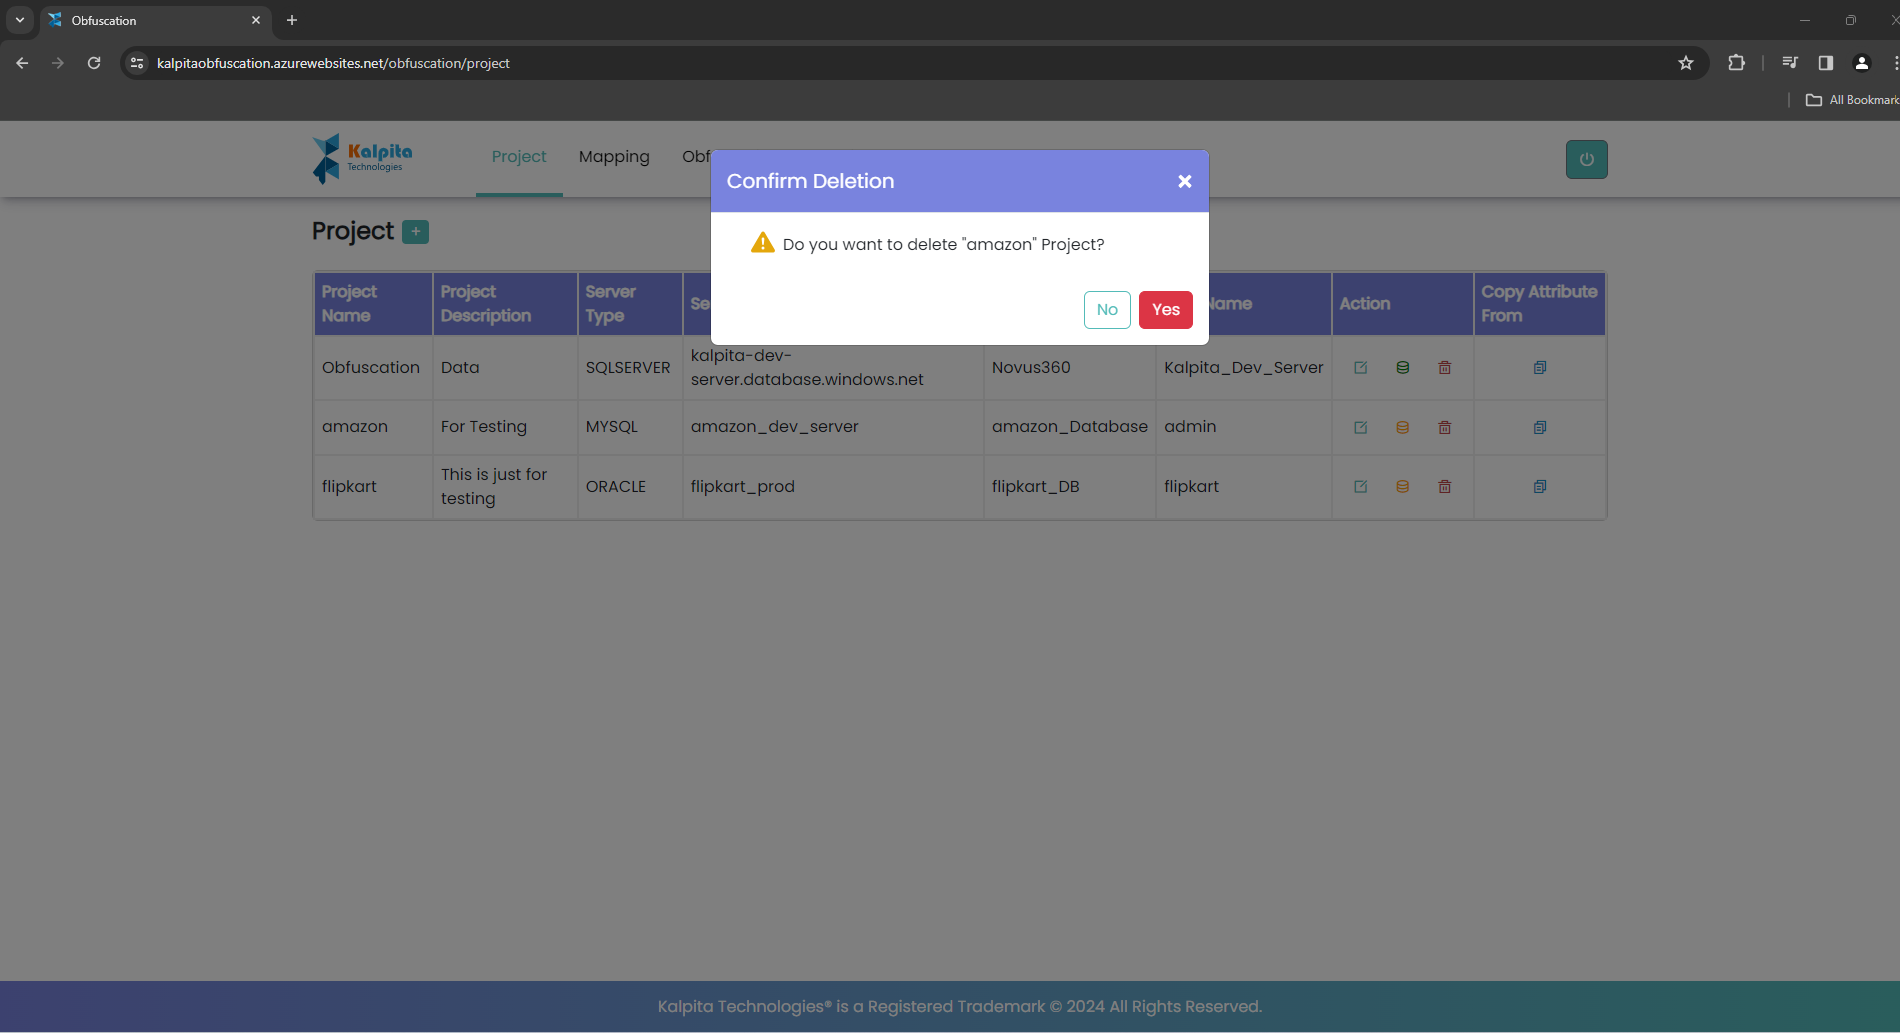 Obfuscation
kalpitaobfuscation.azurewebsites.net/obfuscation/project
All Bookmark
Kalpita
Technologies
Project
Mapping
Obf
Confirm Deletion
Do you want to delete "amazon" Project?
No
Yes
Project
Project Name
Project Description
Server Type
Se
Name
Action
Copy Attribute From
Obfuscation
Data
SQLSERVER
kalpita-dev-
server.database.windows.net
Novus360
Kalpita_Dev_Server
amazon
For Testing
MYSQL
amazon_dev_server
amazon_Database
admin
flipkart
This is just for
testing
ORACLE
flipkart_prod
flipkart_DB
flipkart
Kalpita Technologies® is a Registered Trademark © 2024 All Rights Reserved.